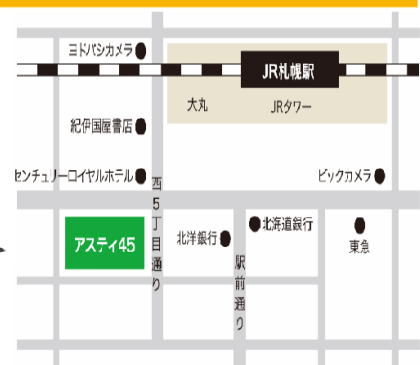 ヨドバシカメラ
JR札幌駅
大丸
JRタワー
紀伊国屋書店
センチュリーロイヤルホテル
ビックカメラ
西5丁目通り
アスティ45
北洋銀行
北海道銀行
東急
駅前通り